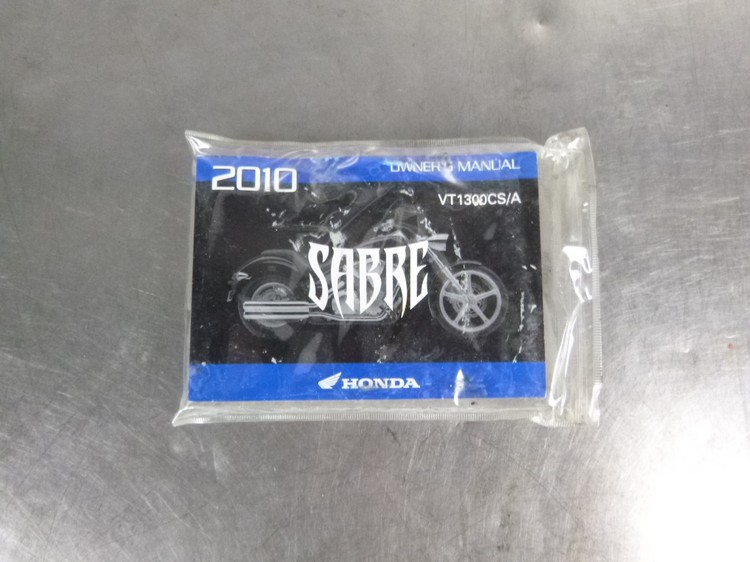 2010
OWNER'S MANUAL
VT1300CS/A
SABRE
HONDA